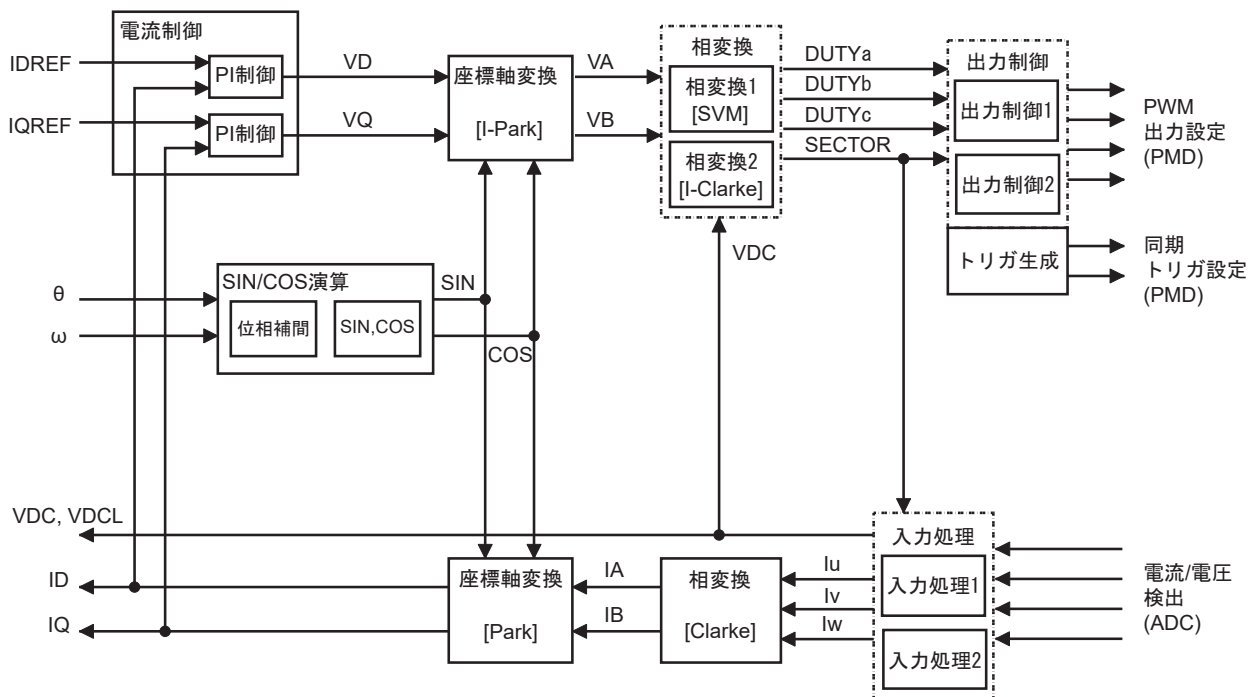 電流制御
IDREF
PI制御
VD
IQREF
PI制御
VQ
座標軸変換
[I-Park]
VA
VB
相変換
相変換1
[SVM]
相変換2
[I-Clarke]
DUTYa
DUTYb
DUTYc
SECTOR
出力制御
出力制御1
出力制御2
PWM
出力設定
(PMD)
トリガ生成
同期
トリガ設定
(PMD)
VDC
θ
ω
SIN/COS演算
位相補間
SIN,COS
SIN
COS
VDC, VDCL
ID
IQ
座標軸変換
[Park]
IA
IB
相変換
[Clarke]
Iu
Iv
Iw
入力処理
入力処理1
入力処理2
電流/電圧
検出
(ADC)